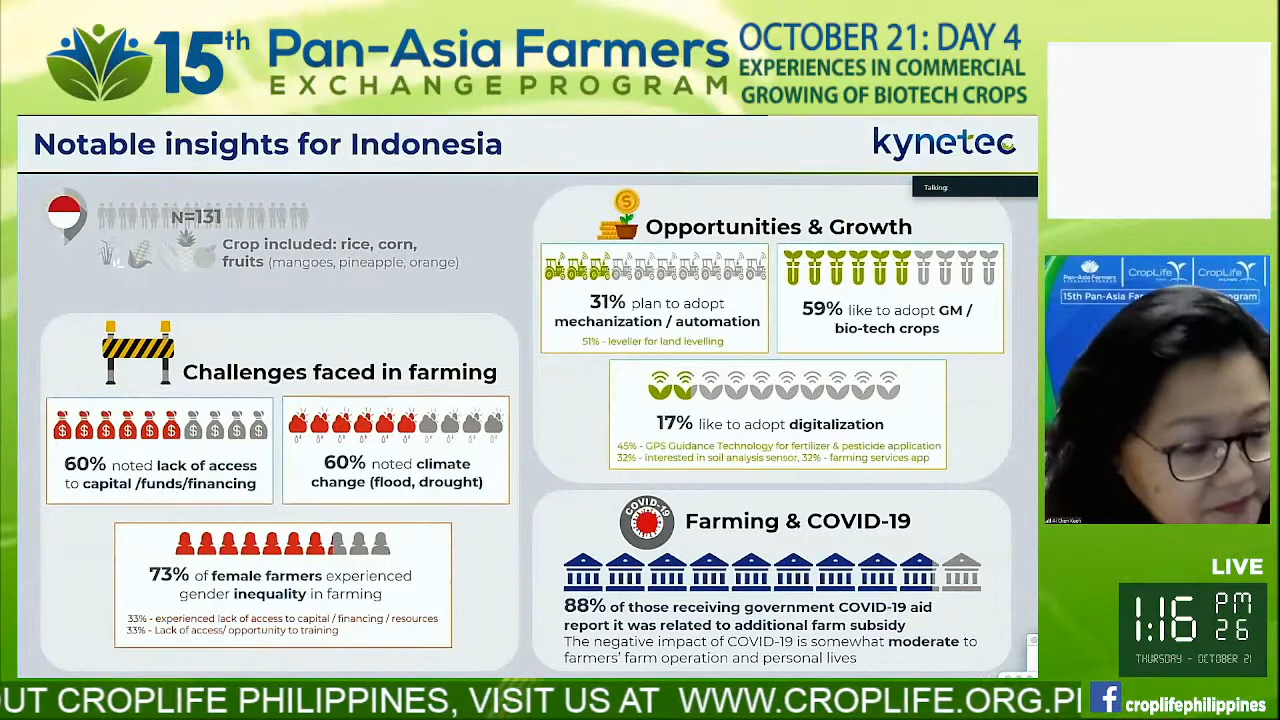 15th Pan-Asia Farmers
EXCHANGE PROGRAM
OCTOBER 21: DAY 4
EXPERIENCES IN COMMERCIAL
GROWING OF BIOTECH CROPS
Notable insights for Indonesia
kynetec
Talking:
N=131
Crop included: rice, corn,
fruits (mangoes, pineapple, orange)
Challenges faced in farming
60% noted lack of access
to capital /funds/financing
60% noted climate
change (flood, drought)
73% of female farmers experienced
gender inequality in farming
33% - experienced lack of access to capital / financing / resources
33% - Lack of access/ opportunity to training
Opportunities & Growth
31% plan to adopt
mechanization / automation
51% - leveller for land levelling
59% like to adopt GM /
bio-tech crops
17% like to adopt digitalization
45% - GPS Guidance Technology for fertilizer & pesticide application
32% - interested in soil analysis sensor, 32% - farming services app
COVID-19
Farming & COVID-19
88% of those receiving government COVID-19 aid
report it was related to additional farm subsidy
The negative impact of COVID-19 is somewhat moderate to
farmers' farm operation and personal lives
Pan-Asia Farmers
CropLife
CropLife
15th Pan-Asia Far
rogram
LIVE
1:16 PM
26
THURSDAY - OCTOBER 21
OUT CROPLIFE PHILIPPINES, VISIT US AT WWW.CROPLIFE.ORG.P
f croplifephilippines